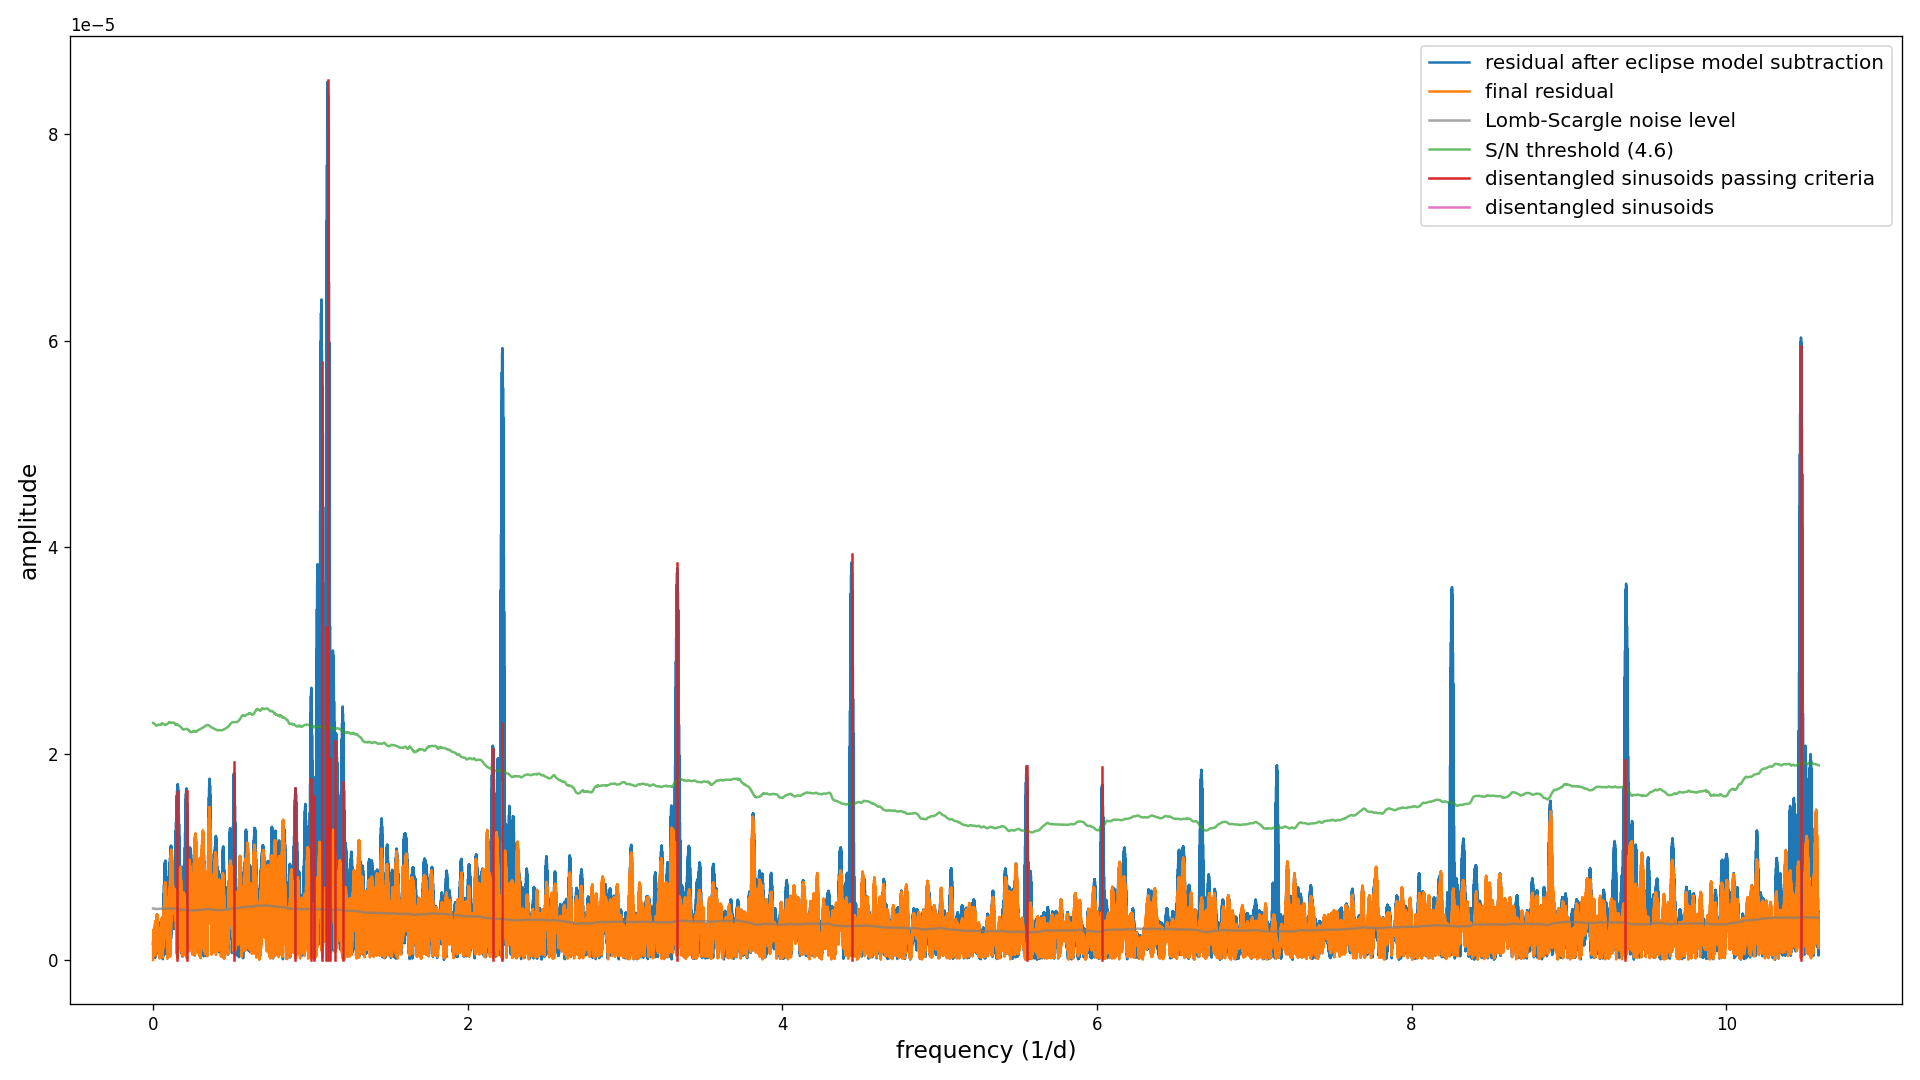 1e−5
residual after eclipse model subtraction
final residual
Lomb-Scargle noise level
S/N threshold (4.6)
disentangled sinusoids passing criteria
disentangled sinusoids
8
6
4
2
0
amplitude
0 2 4 6 8 10
frequency (1/d)